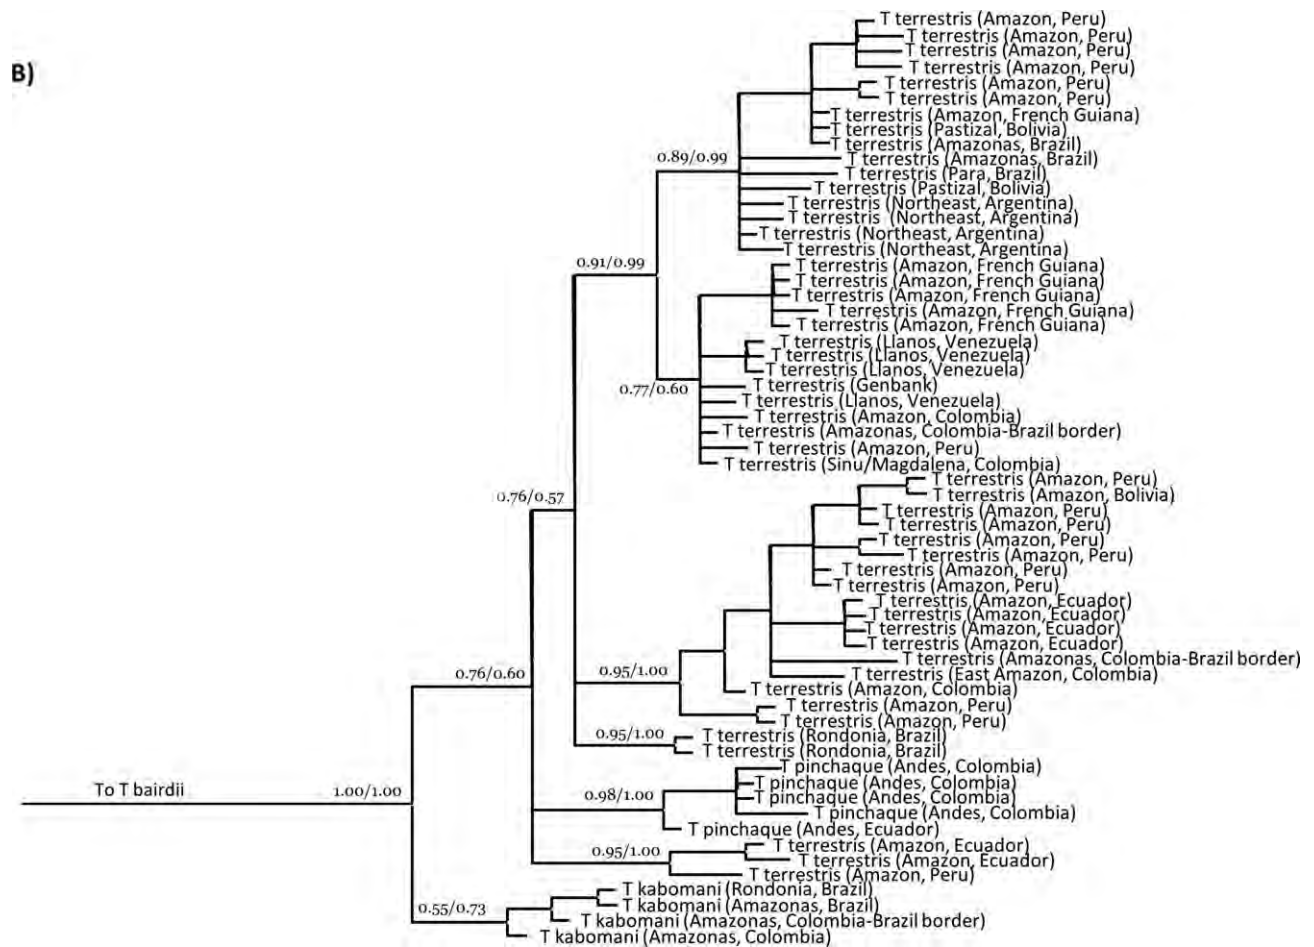 B)
T terrestris (Amazon, Peru)
T terrestris (Amazon, Peru)
T terrestris (Amazon, Peru)
T terrestris (Amazon, Peru)
T terrestris (Amazon, Peru)
T terrestris (Amazon, Peru)
T terrestris (Amazon, French Guiana)
T terrestris (Pastizal, Bolivia)
T terrestris (Amazonas, Brazil)
0.89/0.99
T terrestris (Amazonas, Brazil)
T terrestris (Para, Brazil)
T terrestris (Pastizal, Bolivia)
T terrestris (Northeast, Argentina)
T terrestris (Northeast, Argentina)
T terrestris (Northeast, Argentina)
T terrestris (Northeast, Argentina)
0.91/0.99
T terrestris (Amazon, French Guiana)
T terrestris (Amazon, French Guiana)
T terrestris (Amazon, French Guiana)
T terrestris (Amazon, French Guiana)
T terrestris (Amazon, French Guiana)
T terrestris (Llanos, Venezuela)
T terrestris (Llanos, Venezuela)
T terrestris (Llanos, Venezuela)
0.77/0.60
T terrestris (Genbank)
T terrestris (Llanos, Venezuela)
T terrestris (Amazon, Colombia)
T terrestris (Amazonas, Colombia-Brazil border)
T terrestris (Amazon, Peru)
T terrestris (Sinu/Magdalena, Colombia)
T terrestris (Amazon, Peru)
T terrestris (Amazon, Bolivia)
0.76/0.57
T terrestris (Amazon, Peru)
T terrestris (Amazon, Peru)
T terrestris (Amazon, Peru)
T terrestris (Amazon, Peru)
T terrestris (Amazon, Peru)
T terrestris (Amazon, Peru)
T terrestris (Amazon, Ecuador)
T terrestris (Amazon, Ecuador)
T terrestris (Amazon, Ecuador)
T terrestris (Amazon, Ecuador)
T terrestris (Amazonas, Colombia-Brazil border)
0.76/0.60
0.95/1.00
T terrestris (East Amazon, Colombia)
T terrestris (Amazon, Colombia)
T terrestris (Amazon, Peru)
T terrestris (Amazon, Peru)
0.95/1.00
T terrestris (Rondonia, Brazil)
T terrestris (Rondonia, Brazil)
T pinchaque (Andes, Colombia)
T pinchaque (Andes, Colombia)
To T bairdii
1.00/1.00
0.98/1.00
T pinchaque (Andes, Colombia)
T pinchaque (Andes, Colombia)
T pinchaque (Andes, Ecuador)
T terrestris (Amazon, Ecuador)
0.95/1.00
T terrestris (Amazon, Ecuador)
T terrestris (Amazon, Peru)
T kabomani (Rondonia, Brazil)
T kabomani (Amazonas, Brazil)
0.55/0.73
T kabomani (Amazonas, Colombia-Brazil border)
T kabomani (Amazonas, Colombia)